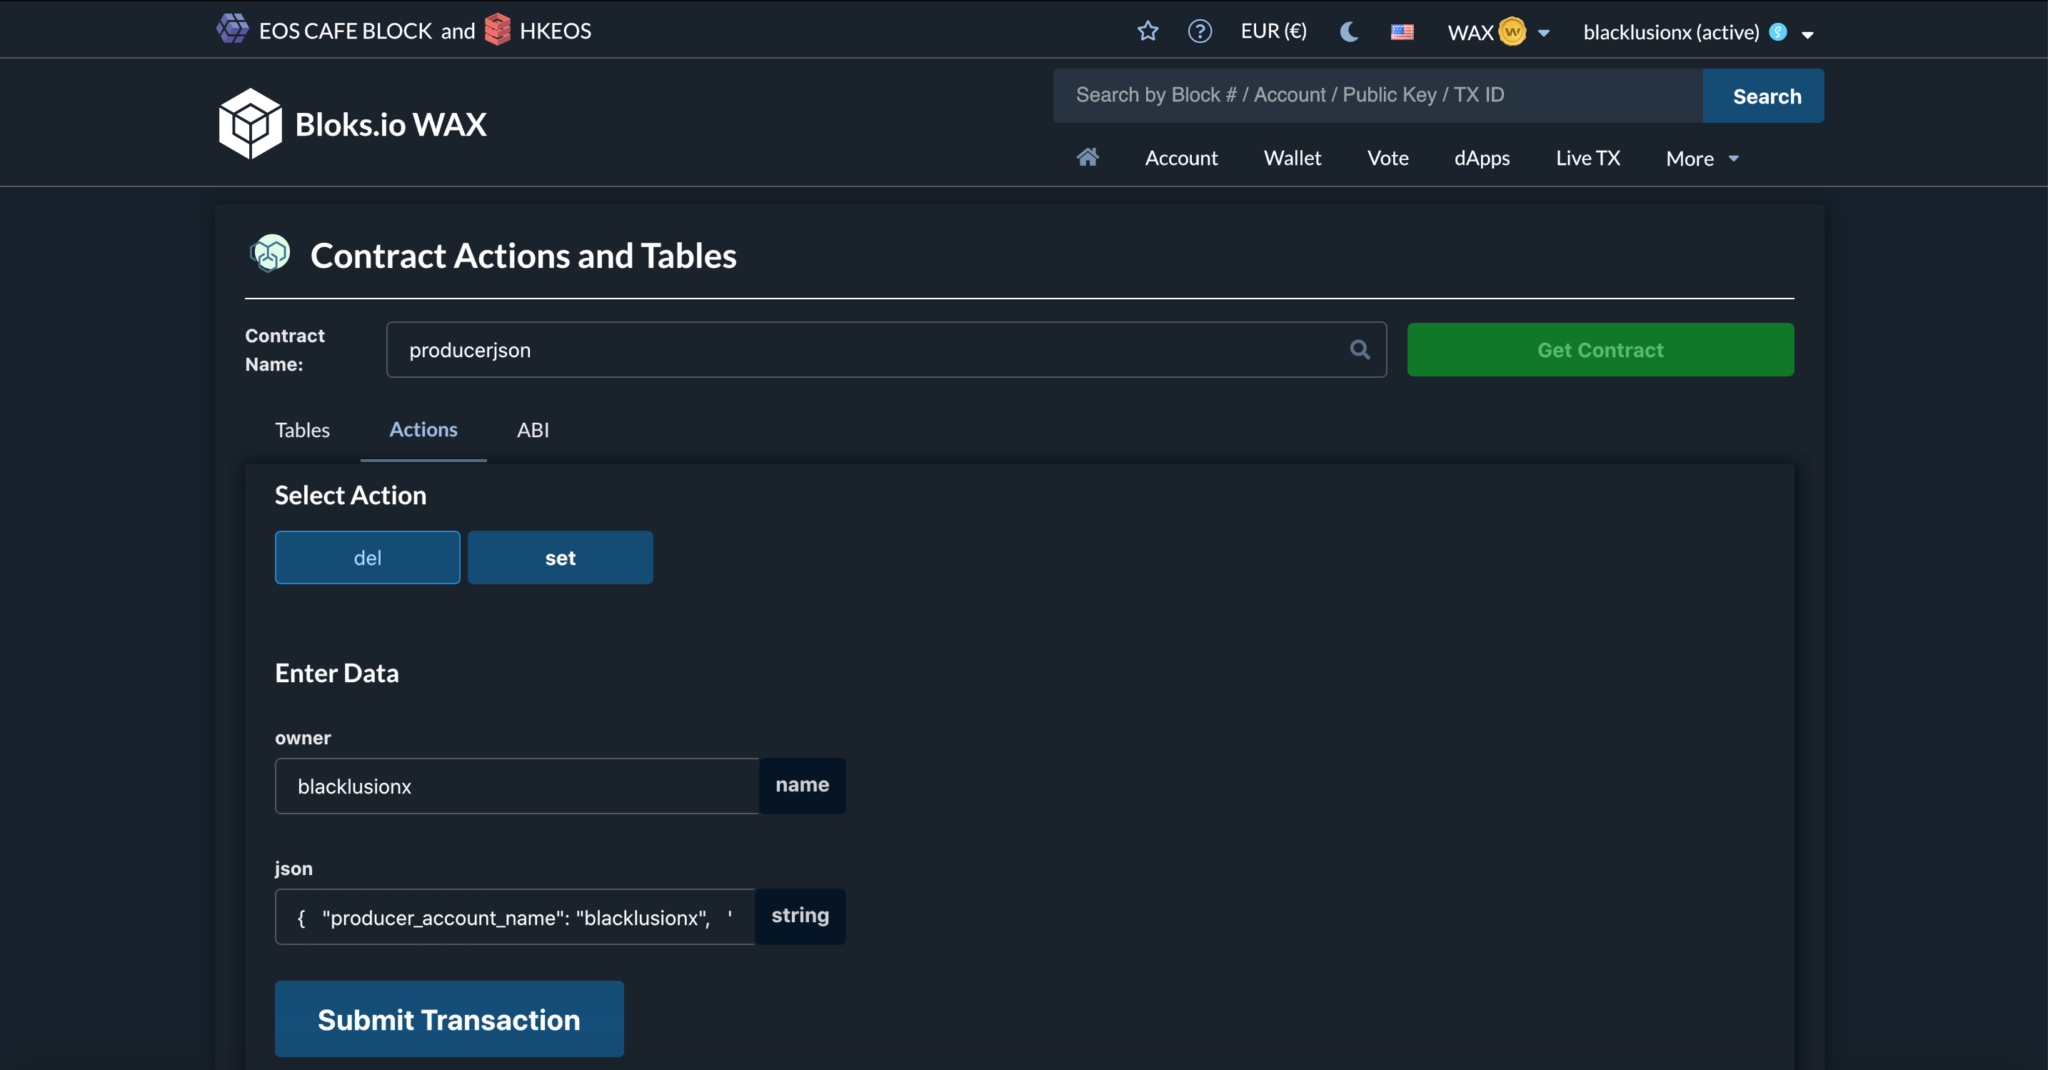 EOS CAFE BLOCK and HKEOS
EUR (€)
WAX
blacklusionx (active)
Bloks.io WAX
Search by Block # / Account / Public Key / TX ID
Search
Account
Wallet
Vote
dApps
Live TX
More
Contract Actions and Tables
Contract
Name:
producerjson
Get Contract
Tables
Actions
ABI
Select Action
del
set
Enter Data
owner
blacklusionx
name
json
{ "producer_account_name": "blacklusionx", '
string
Submit Transaction